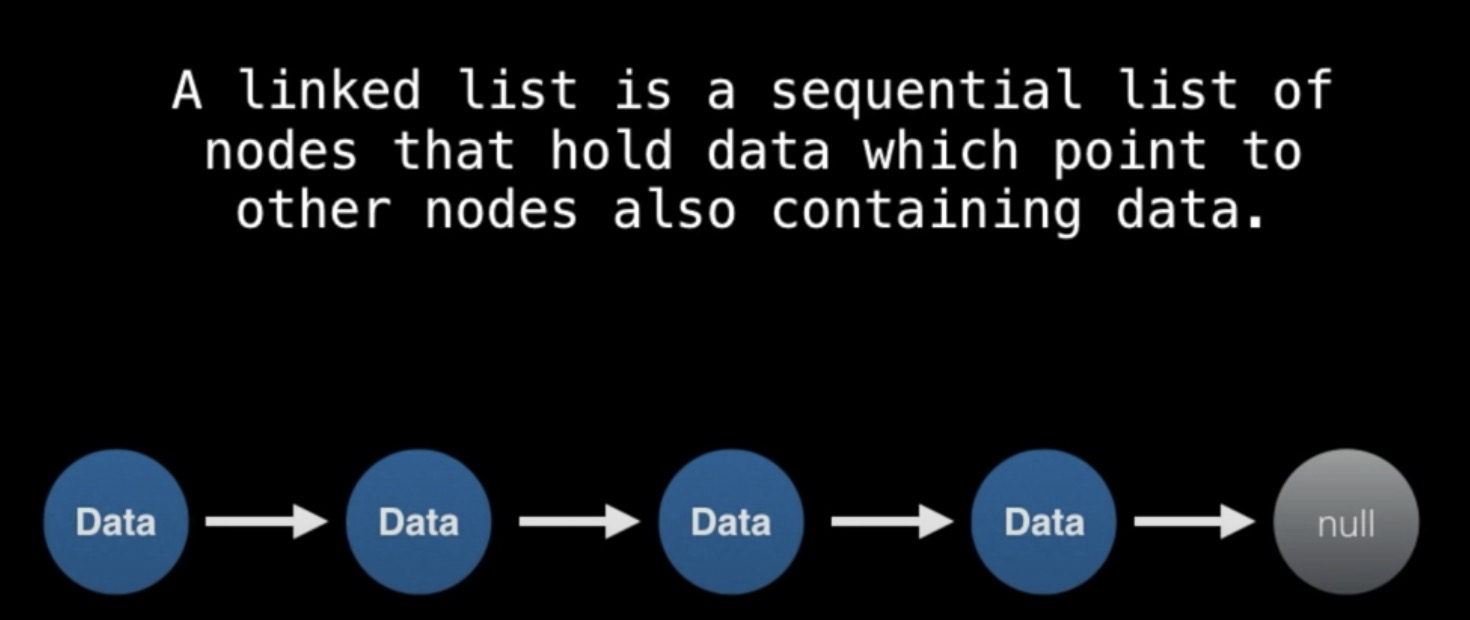 A linked list is a sequential list of
nodes that hold data which point to
other nodes also containing data.
Data
Data
Data
Data
null